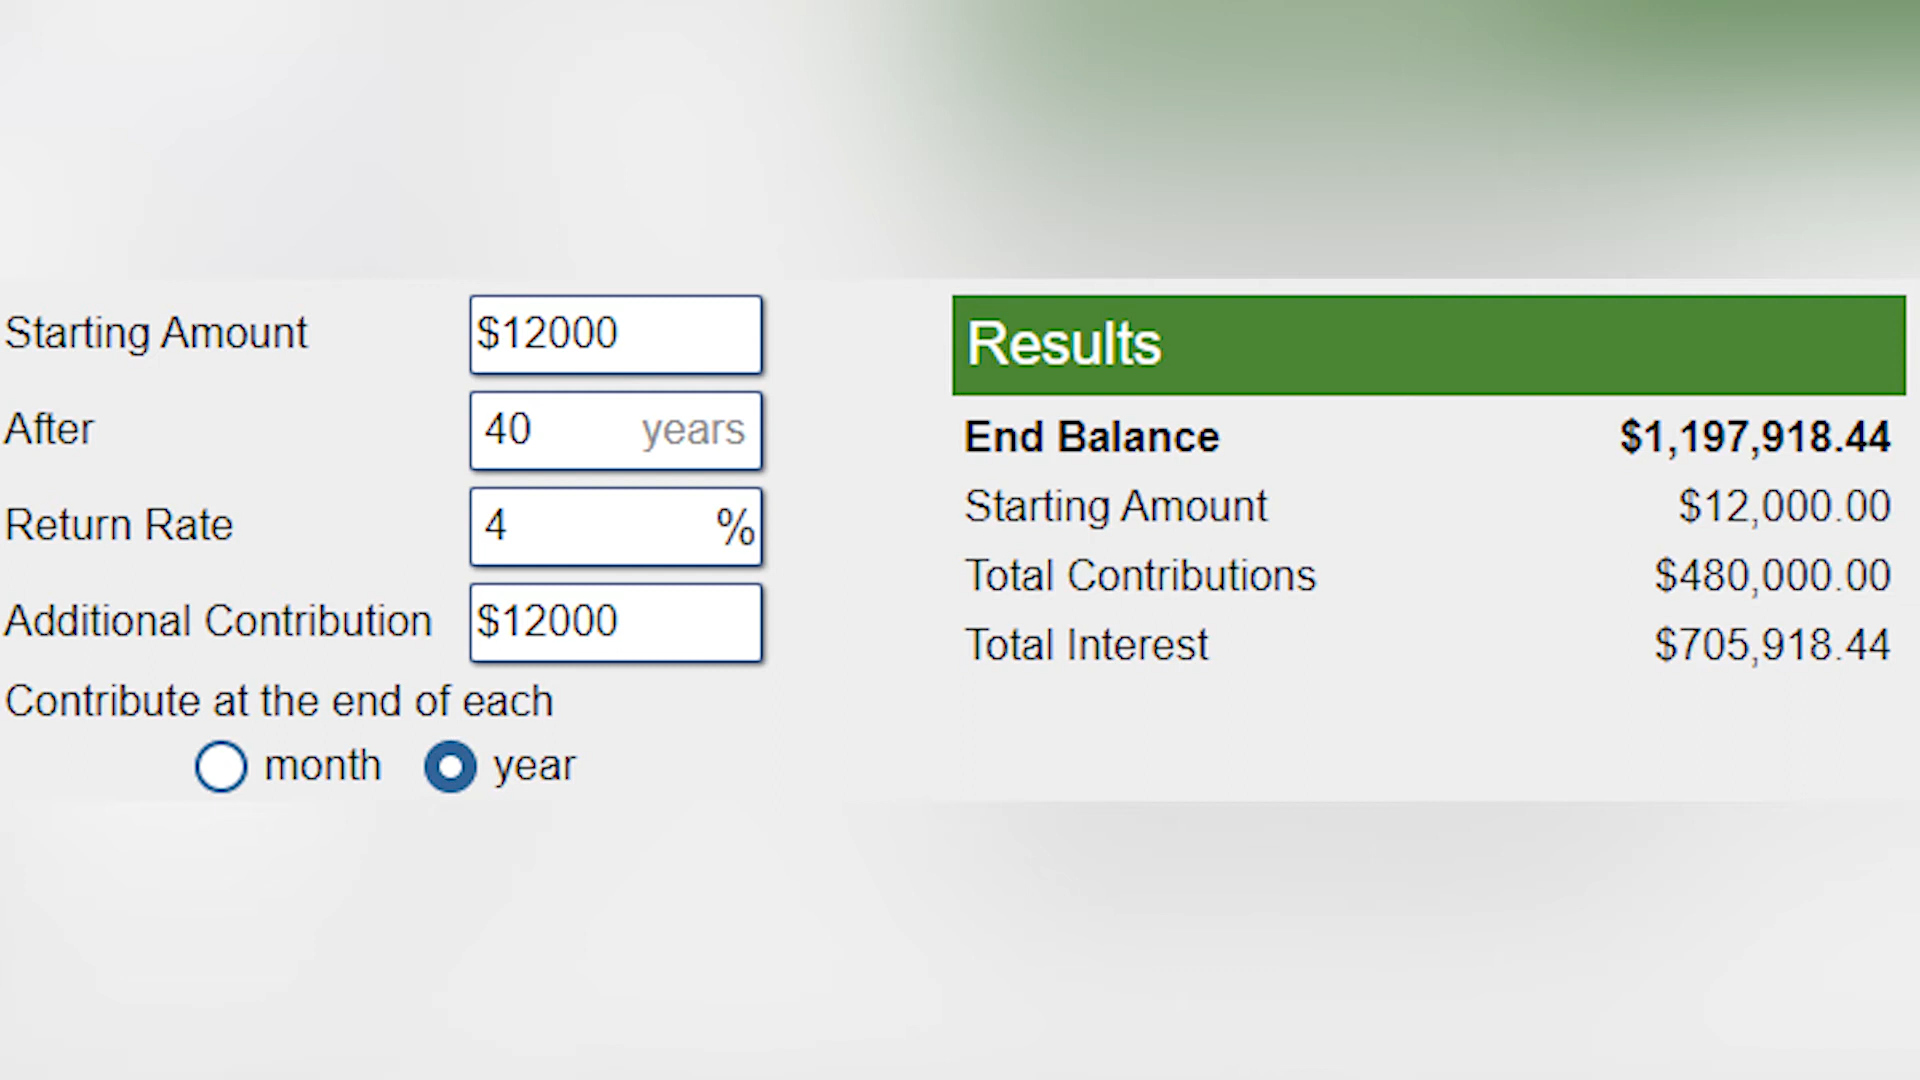 Starting Amount $12000
After 40 years
Return Rate 4 %
Additional Contribution $12000
Contribute at the end of each
month year
Results
End Balance $1,197,918.44
Starting Amount $12,000.00
Total Contributions $480,000.00
Total Interest $705,918.44